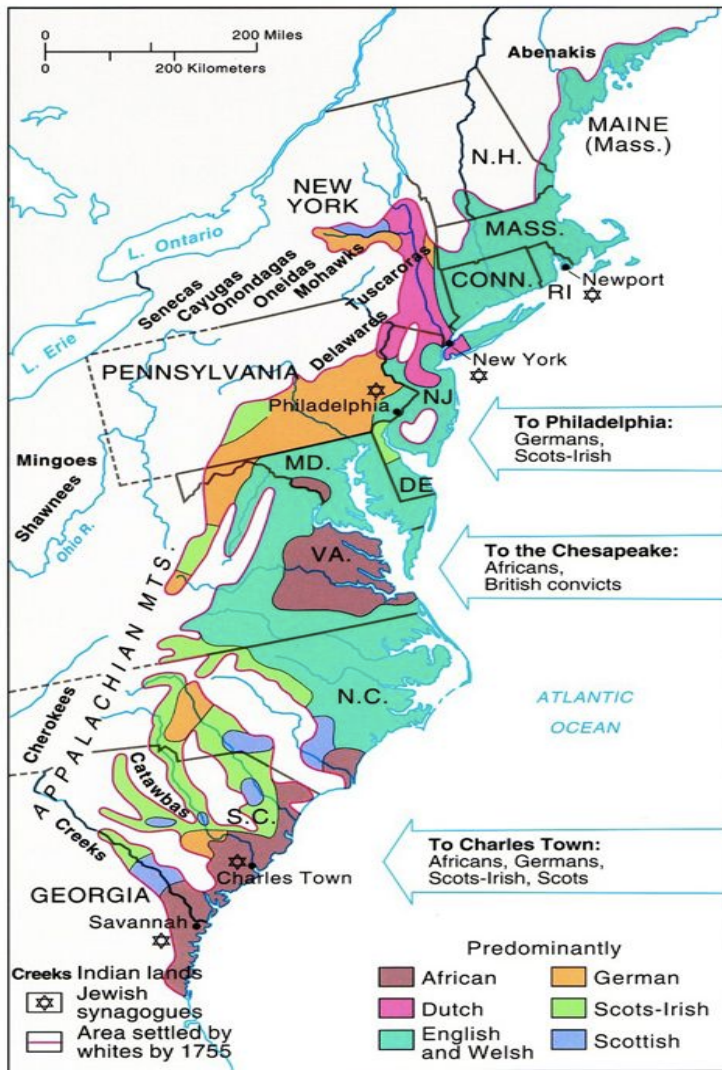 0 200 Miles
0 200 Kilometers
Abenakis
MAINE
(Mass.)
N.H.
NEW
YORK
L. Ontario
MASS.
Mohawks
Oneidas
Onondagas
Cayugas
Senecas
Tuscaroras
CONN.
RI
Newport
L. Erie
Delawares
New York
PENNSYLVANIA
Philadelphia
NJ
To Philadelphia:
Germans,
Scots-Irish
Mingoes
Shawnees
MD.
DE
Ohio R.
VA.
To the Chesapeake:
Africans,
British convicts
APPALACHIAN MTS.
N.C.
ATLANTIC
OCEAN
Cherokees
Catawbas
Creeks
S.C.
To Charles Town:
Africans, Germans,
Scots-Irish, Scots
Charles Town
GEORGIA
Savannah
Creeks Indian lands
Jewish
synagogues
Area settled by
whites by 1755
Predominantly
African
Dutch
English
and Welsh
German
Scots-Irish
Scottish